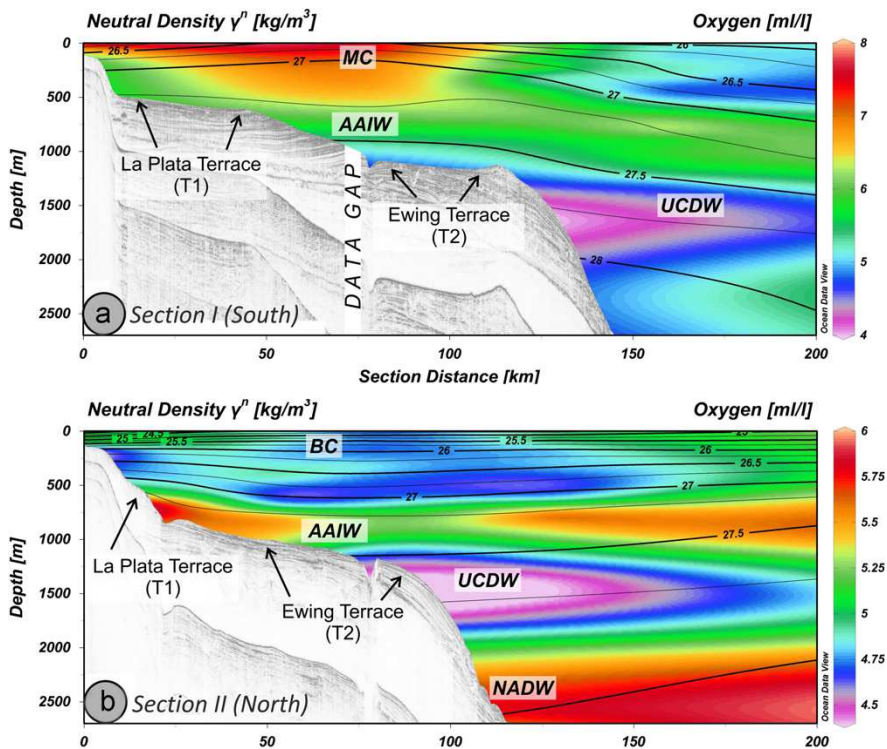 Neutral Density γⁿ [kg/m³]
Oxygen [ml/l]
0
500
1000
1500
2000
2500
Depth [m]
26.5
27
MC
26
26.5
27
AAIW
27.5
La Plata Terrace
(T1)
DATA GAP
Ewing Terrace
(T2)
UCDW
28
a
Section I (South)
Ocean Data View
8
7
6
5
4
0
50
100
150
200
Section Distance [km]
Neutral Density γⁿ [kg/m³]
Oxygen [ml/l]
0
500
1000
1500
2000
2500
Depth [m]
25
24.5
25.5
BC
25
25.5
26
26
26.5
27
27
AAIW
27.5
La Plata Terrace
(T1)
UCDW
Ewing Terrace
(T2)
NADW
b
Section II (North)
Ocean Data View
6
5.75
5.5
5.25
5
4.75
4.5
4.25
4
0
50
100
150
200